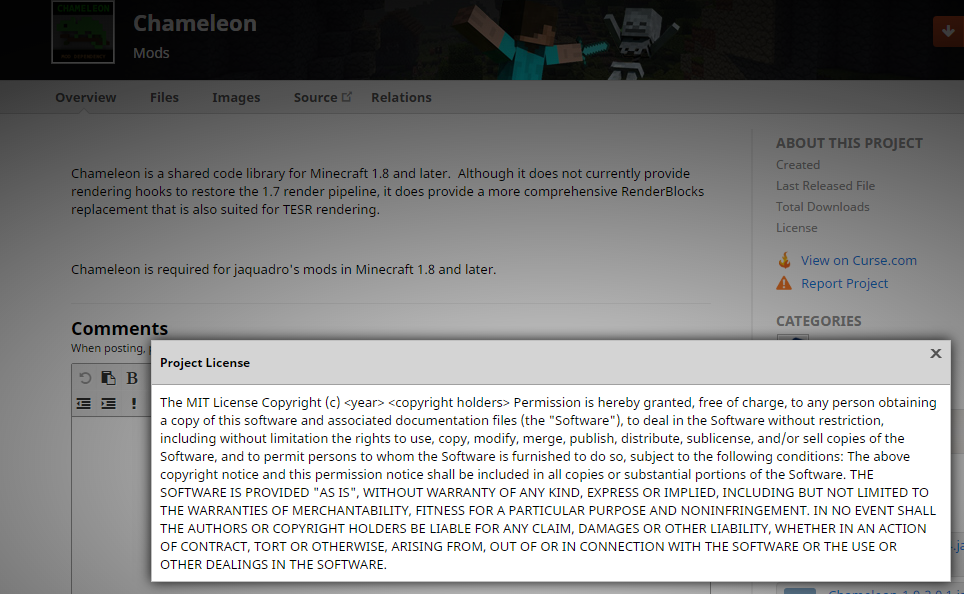 CHAMELEON
Chameleon
Mods
Overview
Files
Images
Source
Relations
Chameleon is a shared code library for Minecraft 1.8 and later.  Although it does not currently provide
rendering hooks to restore the 1.7 render pipeline, it does provide a more comprehensive RenderBlocks
replacement that is also suited for TESR rendering.
Chameleon is required for jaquadro's mods in Minecraft 1.8 and later.
ABOUT THIS PROJECT
Created
Last Released File
Total Downloads
License
View on Curse.com
Report Project
CATEGORIES
Comments
When posting,
B
Project License
The MIT License Copyright (c) <year> <copyright holders> Permission is hereby granted, free of charge, to any person obtaining
a copy of this software and associated documentation files (the "Software"), to deal in the Software without restriction,
including without limitation the rights to use, copy, modify, merge, publish, distribute, sublicense, and/or sell copies of the
Software, and to permit persons to whom the Software is furnished to do so, subject to the following conditions: The above
copyright notice and this permission notice shall be included in all copies or substantial portions of the Software. THE
SOFTWARE IS PROVIDED "AS IS", WITHOUT WARRANTY OF ANY KIND, EXPRESS OR IMPLIED, INCLUDING BUT NOT LIMITED TO
THE WARRANTIES OF MERCHANTABILITY, FITNESS FOR A PARTICULAR PURPOSE AND NONINFRINGEMENT. IN NO EVENT SHALL
THE AUTHORS OR COPYRIGHT HOLDERS BE LIABLE FOR ANY CLAIM, DAMAGES OR OTHER LIABILITY, WHETHER IN AN ACTION
OF CONTRACT, TORT OR OTHERWISE, ARISING FROM, OUT OF OR IN CONNECTION WITH THE SOFTWARE OR THE USE OR
OTHER DEALINGS IN THE SOFTWARE.